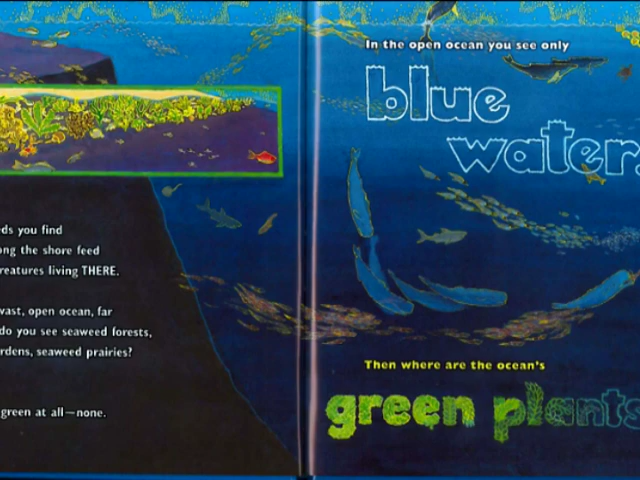 ds you find
ong the shore feed
reatures living THERE.
vast, open ocean, far
do you see seaweed forests,
rdens, seaweed prairies?
green at all—none.
In the open ocean you see only
blue
water.
Then where are the ocean's
green plants